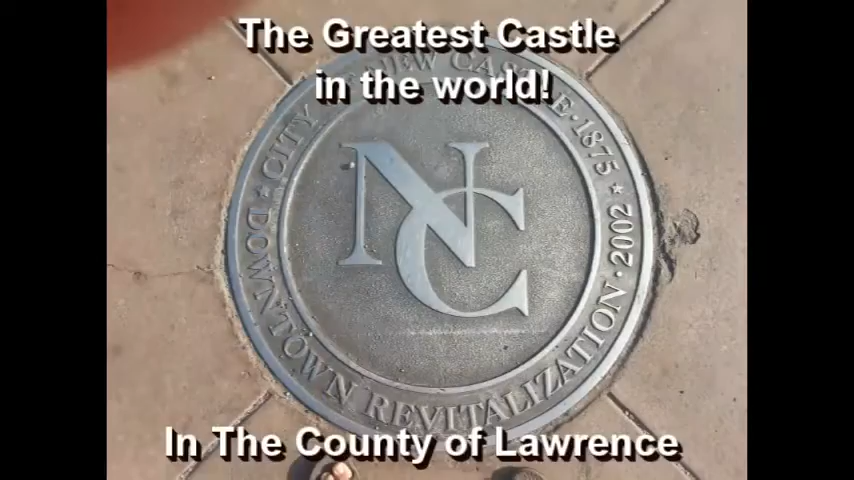 The Greatest Castle
in the world!
CITY OF NEW CASTLE · 1875
NC
★ DOWNTOWN REVITALIZATION · 2002 ★
In The County of Lawrence